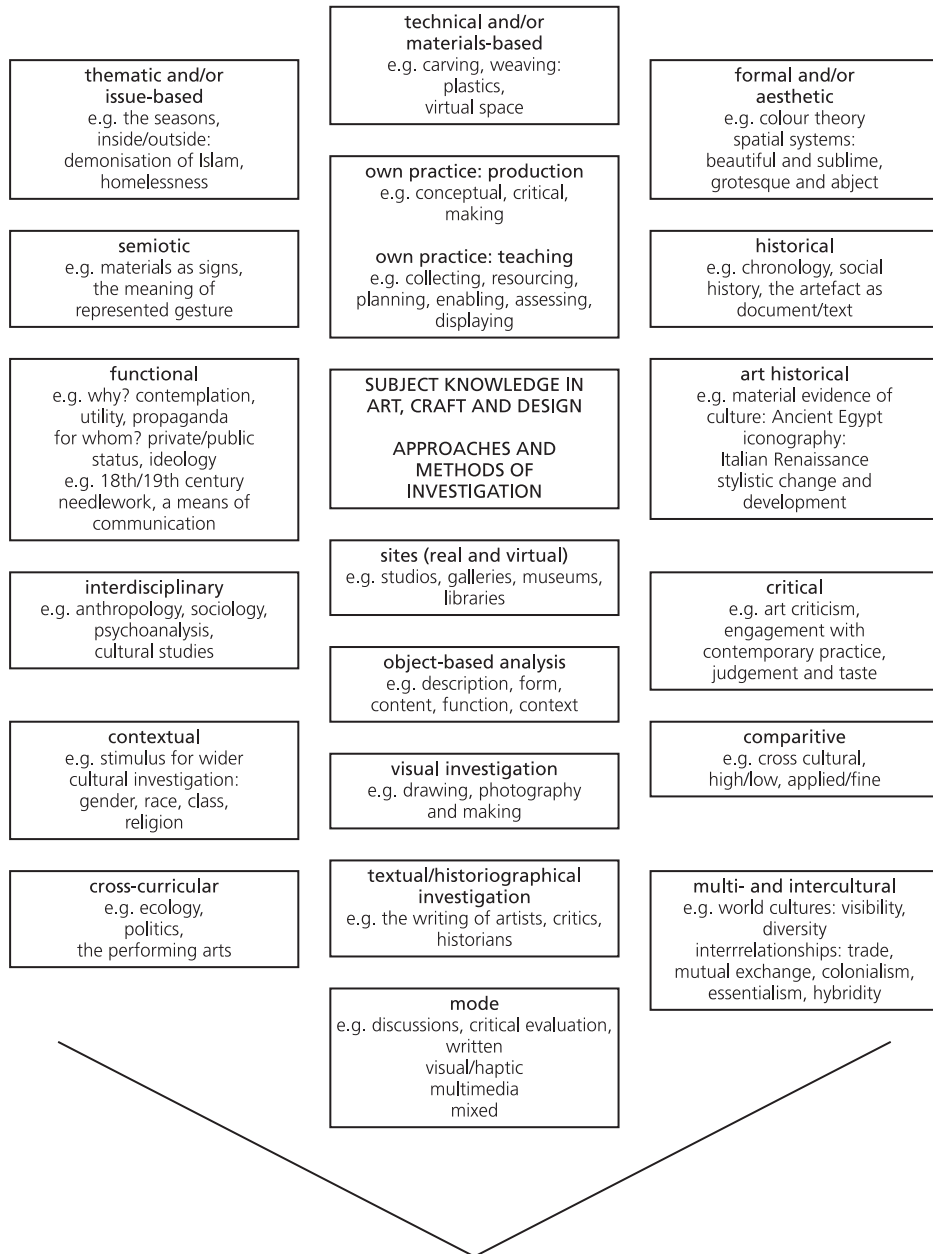 technical and/or
materials-based
e.g. carving, weaving:
plastics,
virtual space
thematic and/or
issue-based
e.g. the seasons,
inside/outside:
demonisation of Islam,
homelessness
formal and/or
aesthetic
e.g. colour theory
spatial systems:
beautiful and sublime,
grotesque and abject
own practice: production
e.g. conceptual, critical,
making
own practice: teaching
e.g. collecting, resourcing,
planning, enabling, assessing,
displaying
semiotic
e.g. materials as signs,
the meaning of
represented gesture
historical
e.g. chronology, social
history, the artefact as
document/text
functional
e.g. why? contemplation,
utility, propaganda
for whom? private/public
status, ideology
e.g. 18th/19th century
needlework, a means of
communication
SUBJECT KNOWLEDGE IN
ART, CRAFT AND DESIGN
APPROACHES AND
METHODS OF
INVESTIGATION
art historical
e.g. material evidence of
culture: Ancient Egypt
iconography:
Italian Renaissance
stylistic change and
development
sites (real and virtual)
e.g. studios, galleries, museums,
libraries
interdisciplinary
e.g. anthropology, sociology,
psychoanalysis,
cultural studies
critical
e.g. art criticism,
engagement with
contemporary practice,
judgement and taste
object-based analysis
e.g. description, form,
content, function, context
contextual
e.g. stimulus for wider
cultural investigation:
gender, race, class,
religion
visual investigation
e.g. drawing, photography
and making
comparitive
e.g. cross cultural,
high/low, applied/fine
cross-curricular
e.g. ecology,
politics,
the performing arts
textual/historiographical
investigation
e.g. the writing of artists, critics,
historians
multi- and intercultural
e.g. world cultures: visibility,
diversity
interrrelationships: trade,
mutual exchange, colonialism,
essentialism, hybridity
mode
e.g. discussions, critical evaluation,
written
visual/haptic
multimedia
mixed